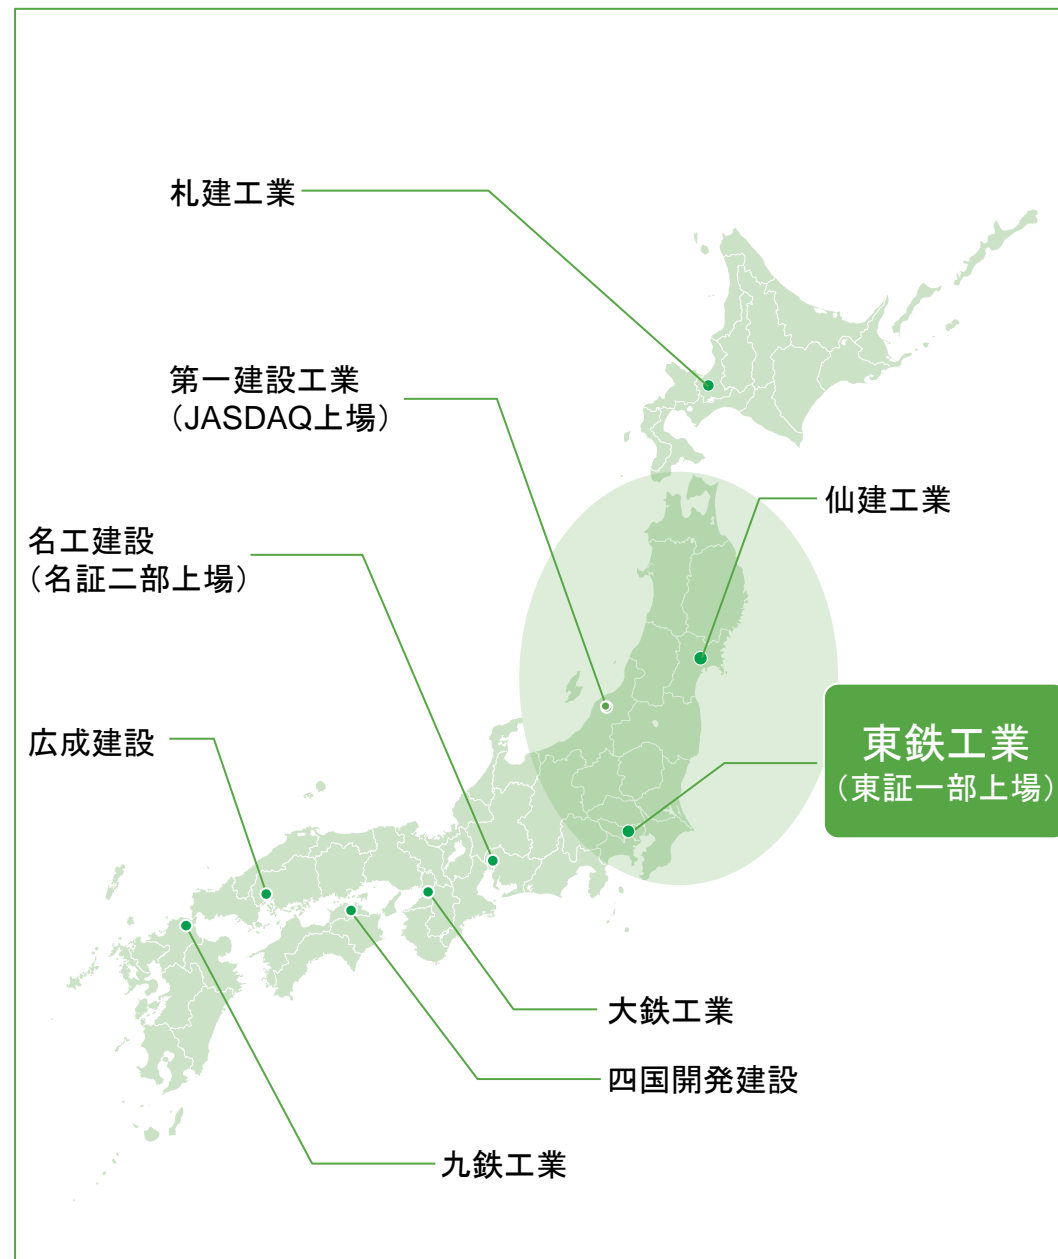 札建工業
第一建設工業
（JASDAQ上場）
仙建工業
名工建設
（名証二部上場）
東鉄工業
（東証一部上場）
広成建設
大鉄工業
四国開発建設
九鉄工業